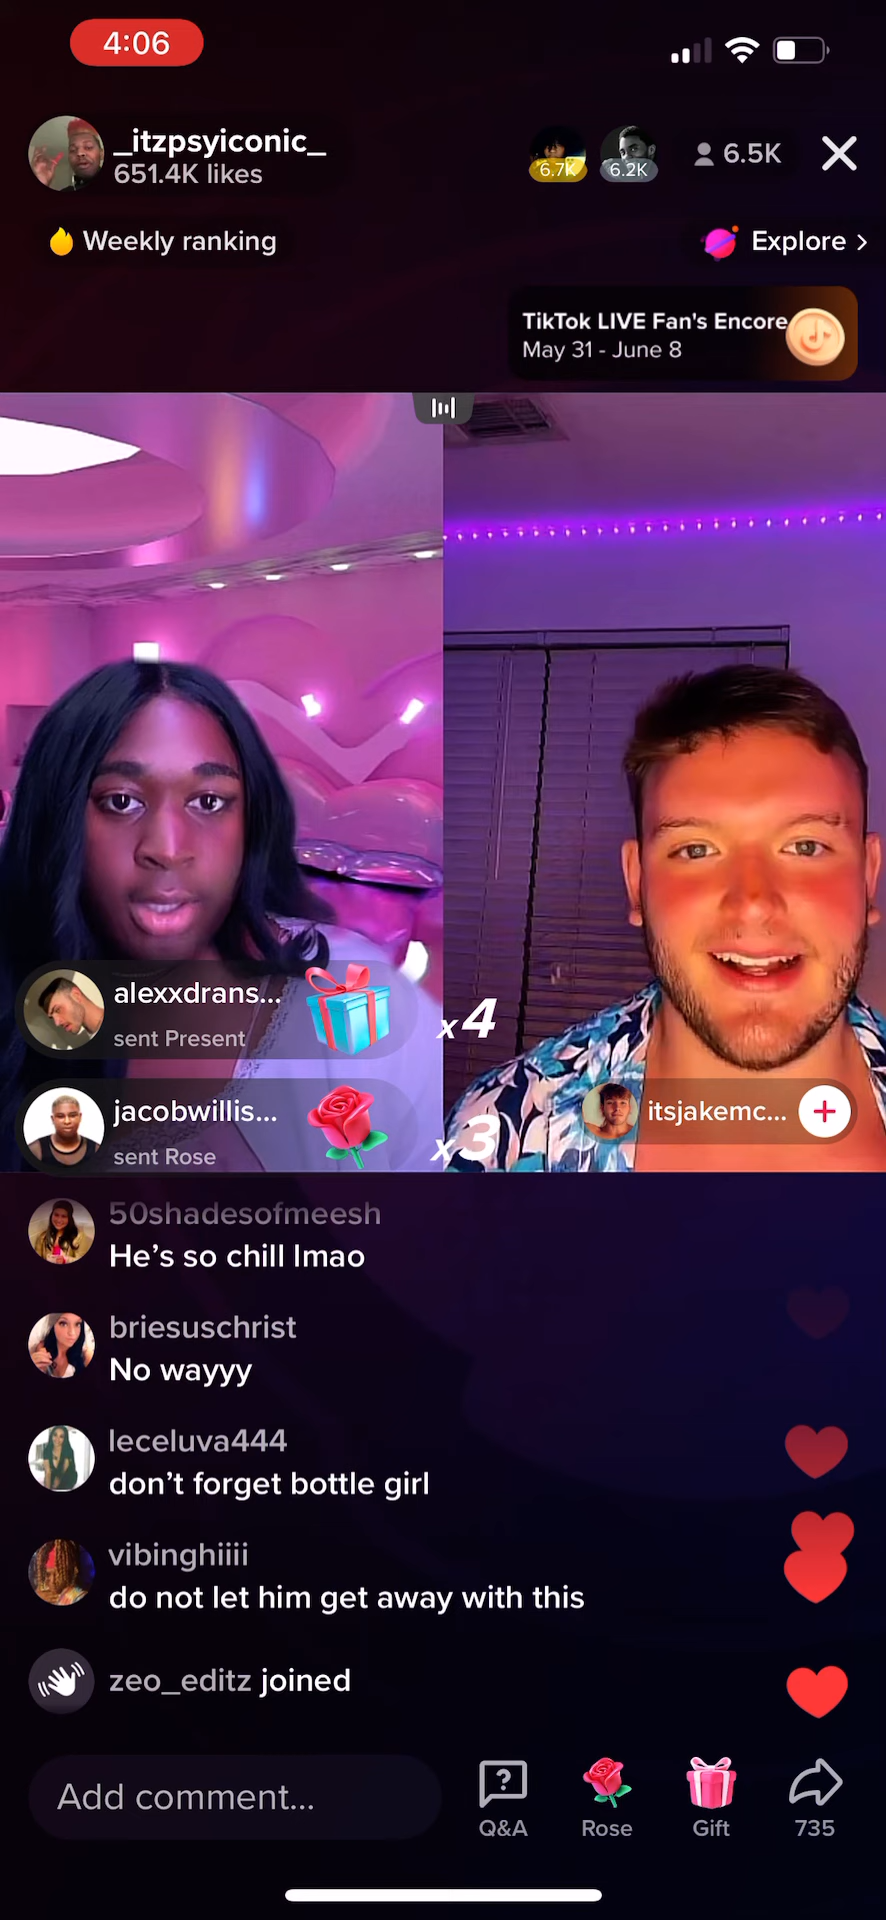 4:06
_itzpsyiconic_
651.4K likes
6.7K
6.2K
6.5K
Weekly ranking
Explore >
TikTok LIVE Fan's Encore
May 31 - June 8
alexxdrans...
sent Present
x4
jacobwillis...
sent Rose
x3
itsjakemc...
50shadesofmeesh
He's so chill lmao
briesuschrist
No wayyy
leceluva444
don't forget bottle girl
vibinghiiii
do not let him get away with this
zeo_editz joined
Add comment...
Q&A
Rose
Gift
735